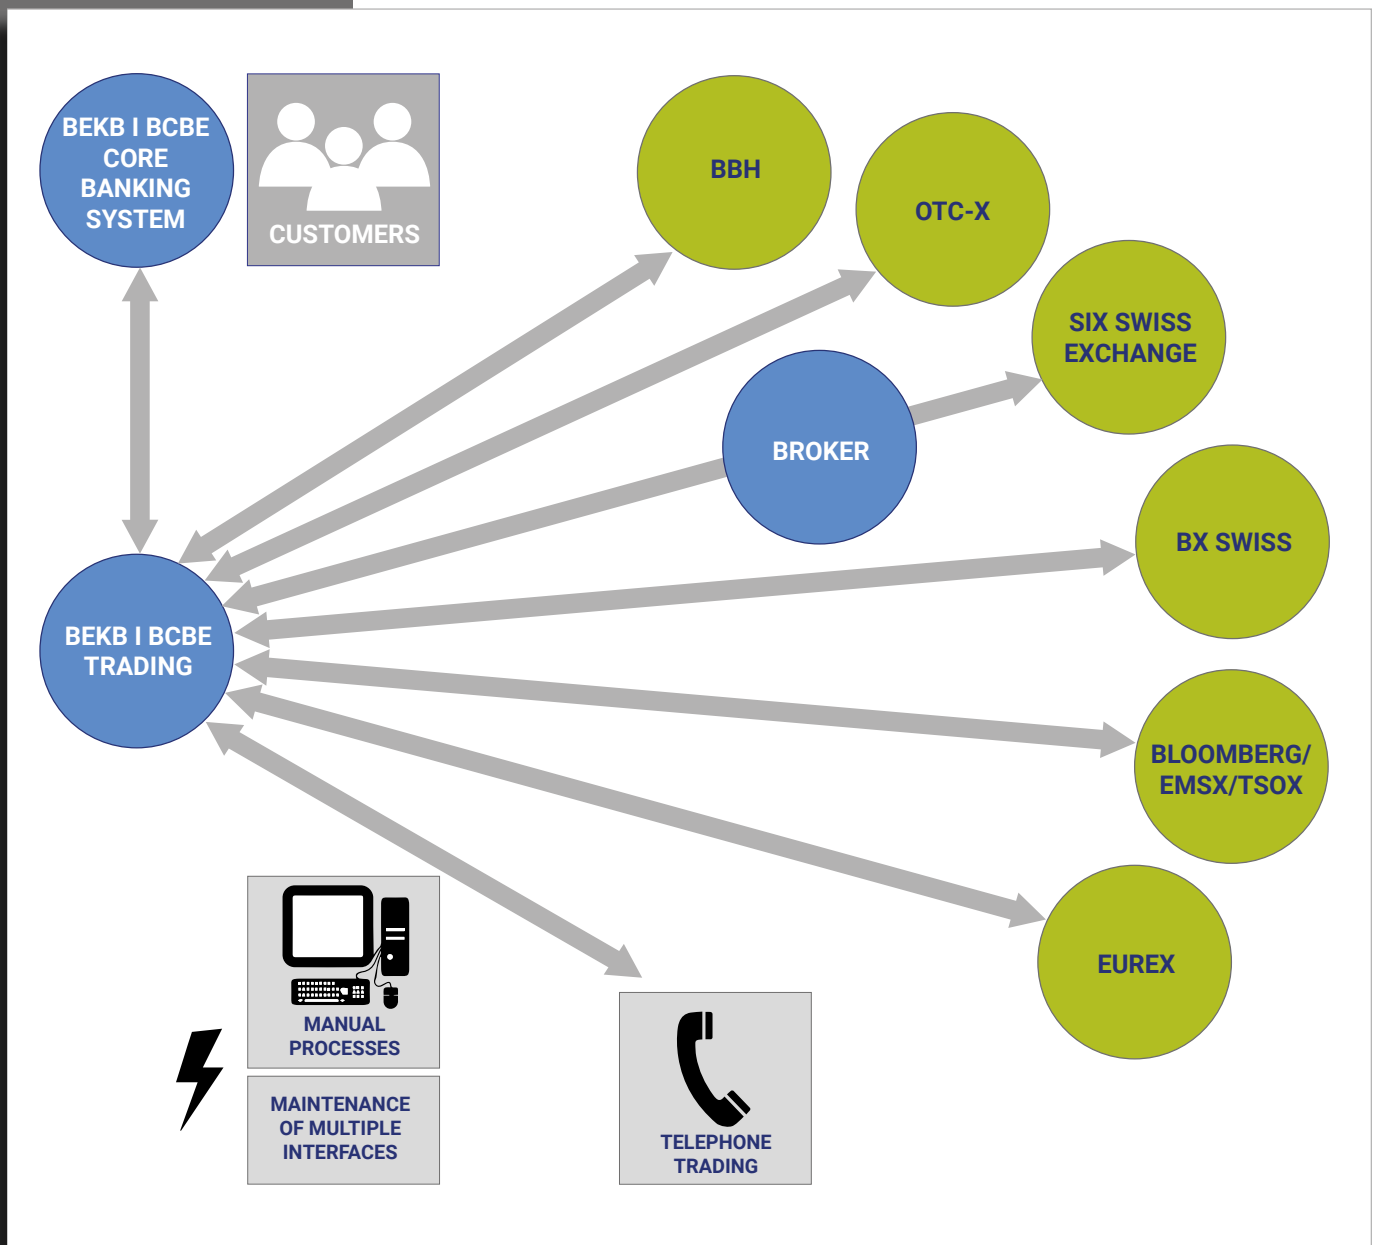 BEKB I BCBE
CORE
BANKING
SYSTEM
CUSTOMERS
BBH
OTC-X
SIX SWISS
EXCHANGE
BROKER
BX SWISS
BEKB I BCBE
TRADING
BLOOMBERG/
EMSX/TSOX
EUREX
MANUAL
PROCESSES
MAINTENANCE
OF MULTIPLE
INTERFACES
TELEPHONE
TRADING